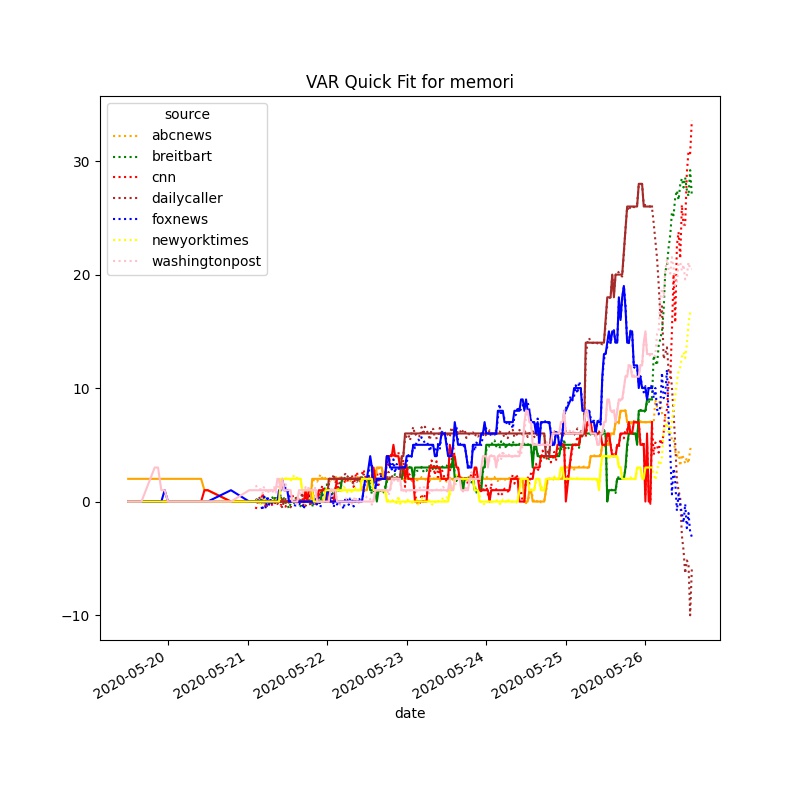 VAR Quick Fit for memori
source
abcnews
breitbart
cnn
dailycaller
foxnews
newyorktimes
washingtonpost
30
20
10
0
−10
2020-05-20
2020-05-21
2020-05-22
2020-05-23
2020-05-24
2020-05-25
2020-05-26
date